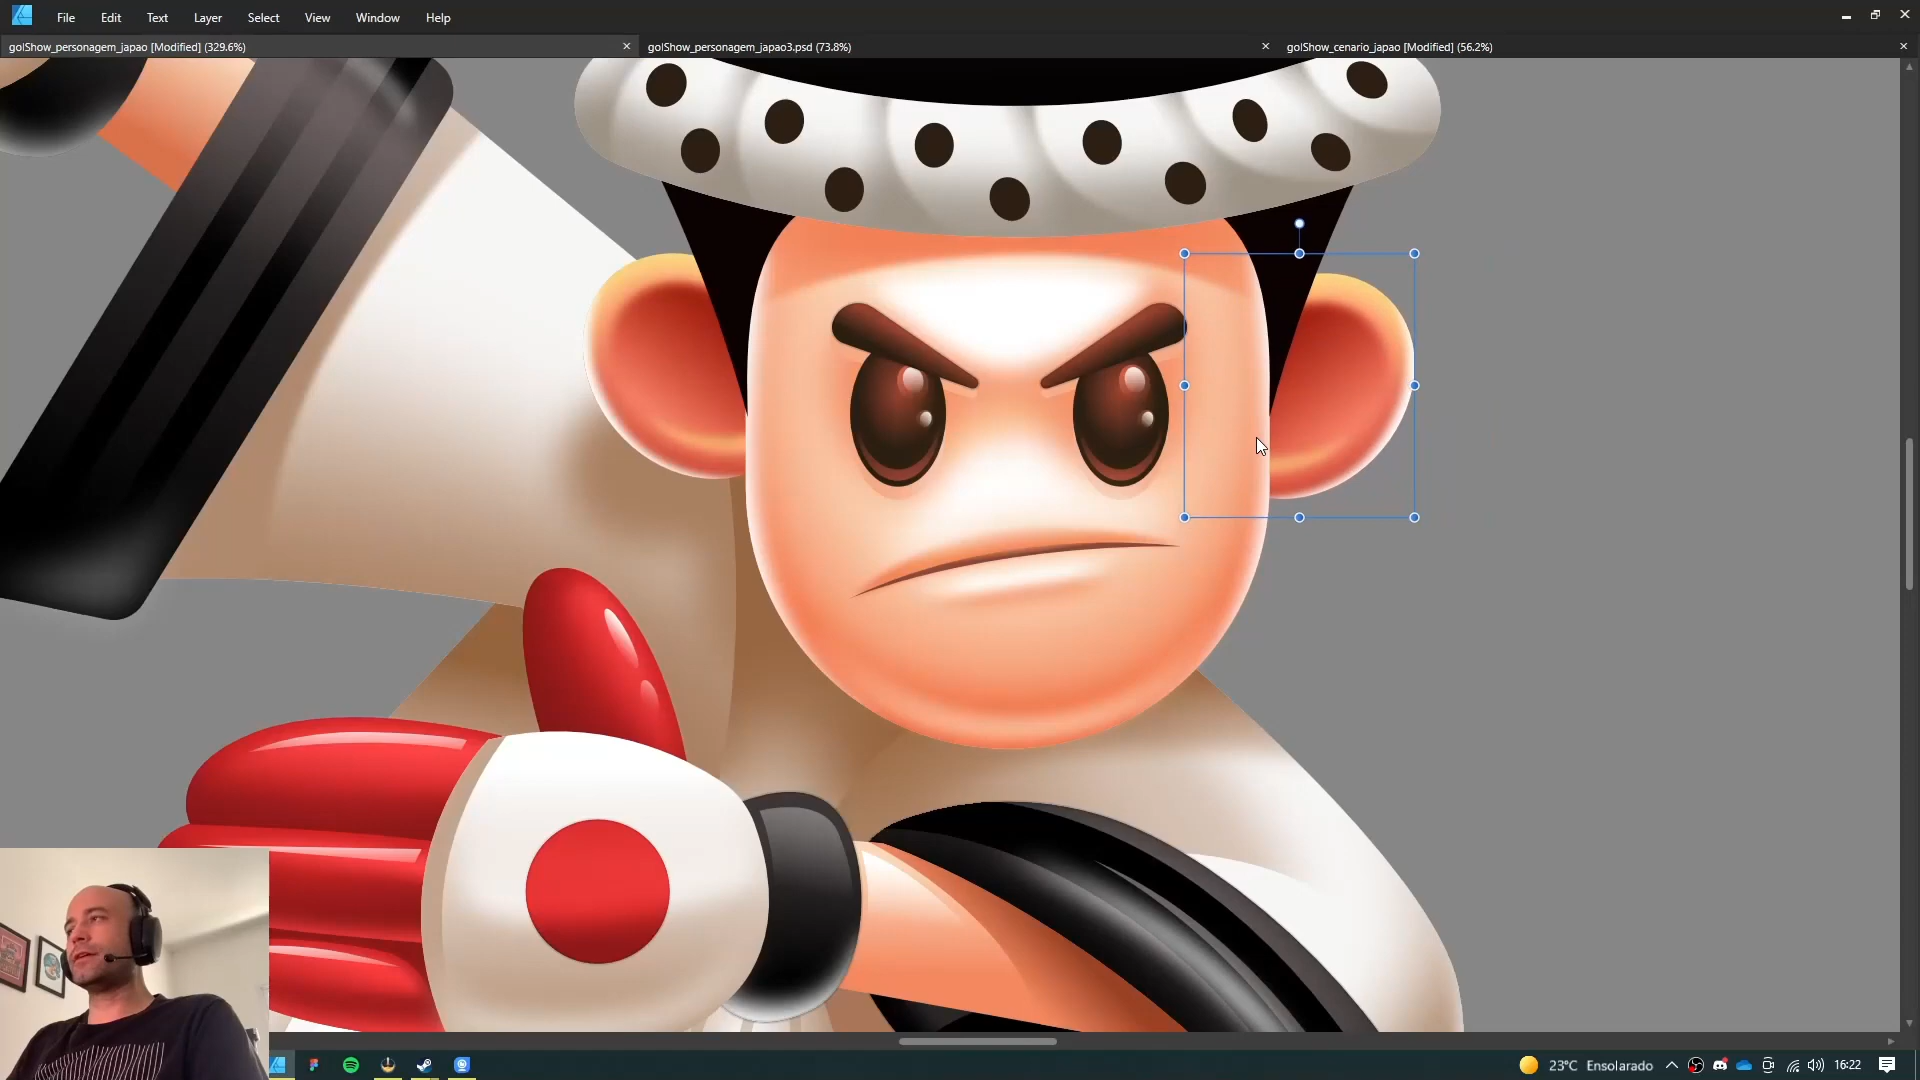 File Edit Text Layer Select View Window Help
golShow_personagem_japao [Modified] (329.6%)
golShow_personagem_japao3.psd (73.8%)
golShow_cenario_japao [Modified] (56.2%)
23°C Ensolarado
16:22